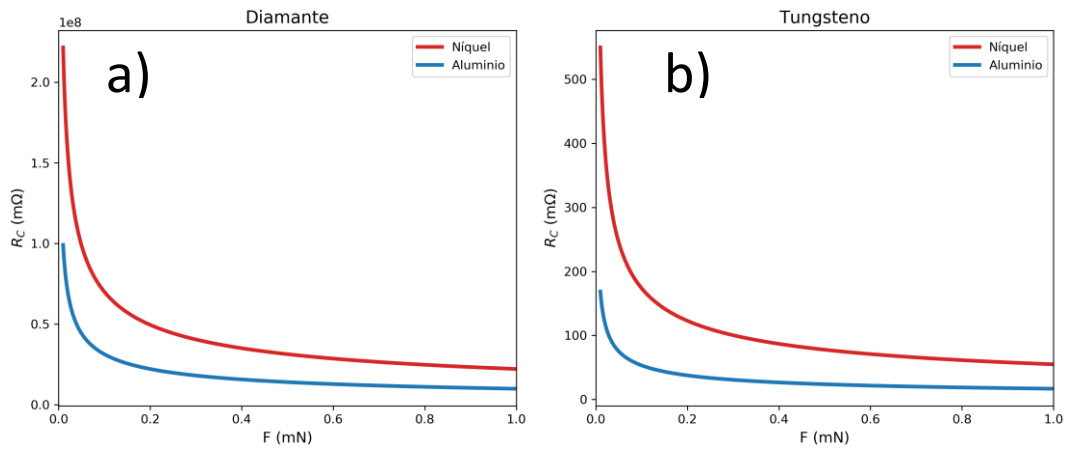 Diamante
1e8
a)
Níquel
Aluminio
2.0
1.5
1.0
0.5
0.0
R_C (mΩ)
0.0 0.2 0.4 0.6 0.8 1.0
F (mN)
Tungsteno
b)
Níquel
Aluminio
500
400
300
200
100
0
R_C (mΩ)
0.0 0.2 0.4 0.6 0.8 1.0
F (mN)